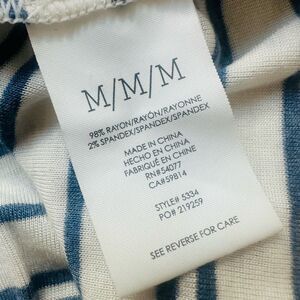 M/M/M
98% RAYON/RAYÓN/RAYONNE
2% SPANDEX/SPANDEX/SPANDEX
MADE IN CHINA
HECHO EN CHINA
FABRIQUÉ EN CHINE
RN#54077
CA#59814
STYLE# 5334
PO# 219259
SEE REVERSE FOR CARE